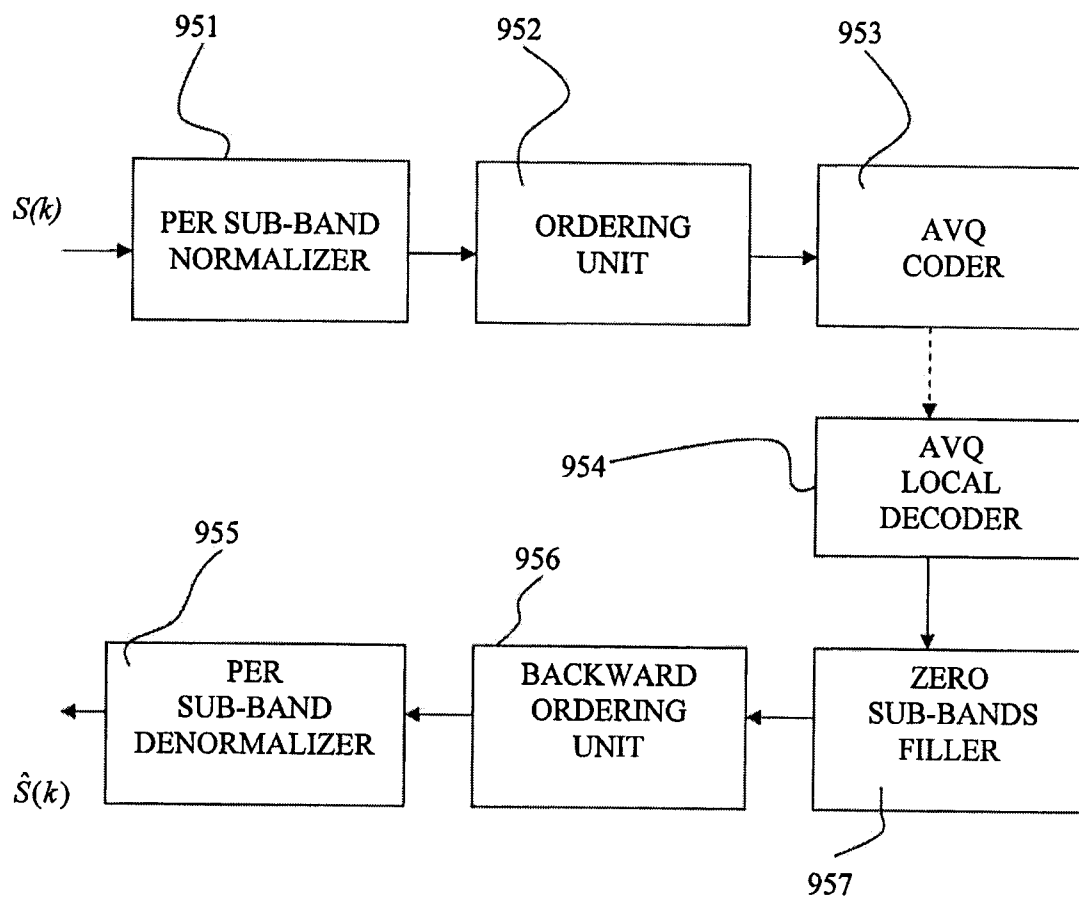 951
952
953
S(k)
PER SUB-BAND
NORMALIZER
ORDERING
UNIT
AVQ
CODER
954
AVQ
LOCAL
DECODER
955
956
PER
SUB-BAND
DENORMALIZER
BACKWARD
ORDERING
UNIT
ZERO
SUB-BANDS
FILLER
Ŝ(k)
957